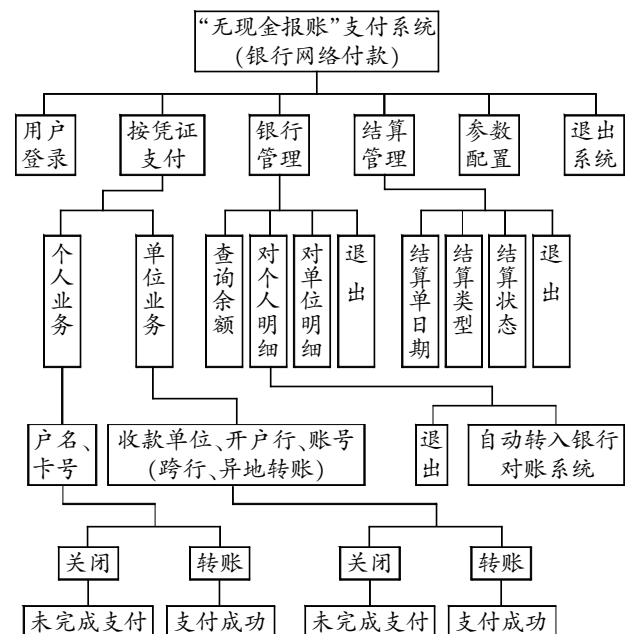 “无现金报账”支付系统
(银行网络付款)
用户
登录
按凭证
支付
银行
管理
结算
管理
参数
配置
退出
系统
个人业务
单位业务
查询余额
对个人明细
对单位明细
退出
结算单日期
结算类型
结算状态
退出
户名、
卡号
收款单位、开户行、账号
(跨行、异地转账)
退出
自动转入银行
对账系统
关闭
转账
关闭
转账
未完成支付
支付成功
未完成支付
支付成功